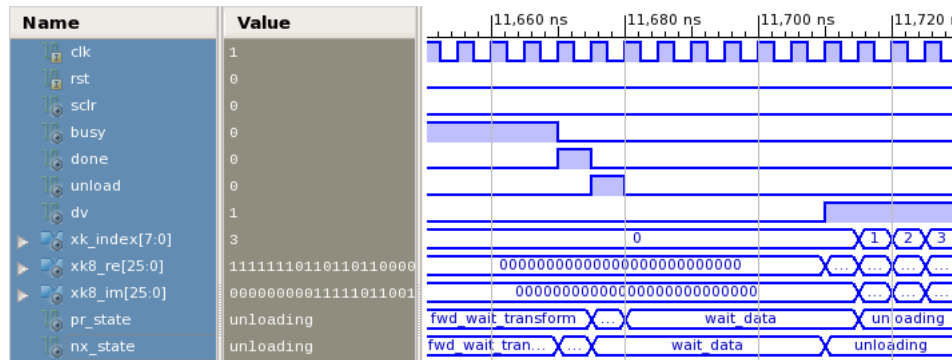 Name Value 11,660 ns 11,680 ns 11,700 ns 11,720
clk 1
rst 0
sclr 0
busy 0
done 0
unload 0
dv 1
xk_index[7:0] 3 0 1 2 3
xk8_re[25:0] 111111110110110110110000 00000000000000000000000000 ... ... ... ...
xk8_im[25:0] 00000000011111011001 00000000000000000000000000 ... ... ...
pr_state unloading fwd_wait_transform ... wait_data unloading
nx_state unloading fwd_wait_tran... ... wait_data unloading